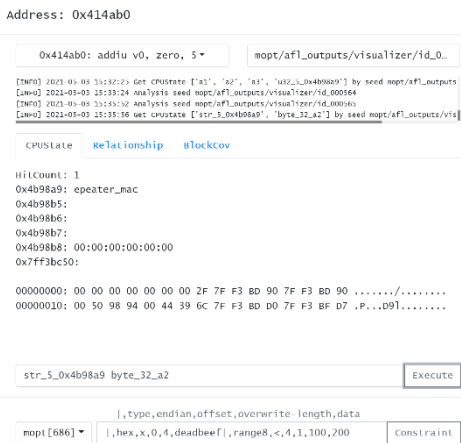 Address: 0x414ab0
0x414ab0: addiu v0, zero, 5
mopt/afl_outputs/visualizer/id_0…
[INFO] 2021-05-03 15:32:25 Get CPUState ['a1', 'a2', 'a3', 'u32_5_0x4b98a9'] by seed mopt/afl_outputs
[INFO] 2021-05-03 15:33:24 Analysis seed mopt/afl_outputs/visualizer/id_000564
[INFO] 2021-05-03 15:35:52 Analysis seed mopt/afl_outputs/visualizer/id_000565
[INFO] 2021-05-03 15:35:56 Get CPUState ['str_5_0x4b98a9', 'byte_32_a2'] by seed mopt/afl_outputs/vis
CPUState Relationship BlockCov
HitCount: 1
0x4b98a9: epeater_mac
0x4b98b5:
0x4b98b6:
0x4b98b7:
0x4b98b8: 00:00:00:00:00:00
0x7ff3bc50:
00000000: 00 00 00 00 00 00 00 2F 7F F3 BD 90 7F F3 BD 90 ......./........
00000010: 00 50 98 94 00 44 39 6C 7F F3 BD D0 7F F3 BF D7 .P...D9l........
str_5_0x4b98a9 byte_32_a2
Execute
|,type,endian,offset,overwrite-length,data
mopt[686]
|,hex,x,0,4,deadbeef|,range8,<,4,1,100,200
Constraint